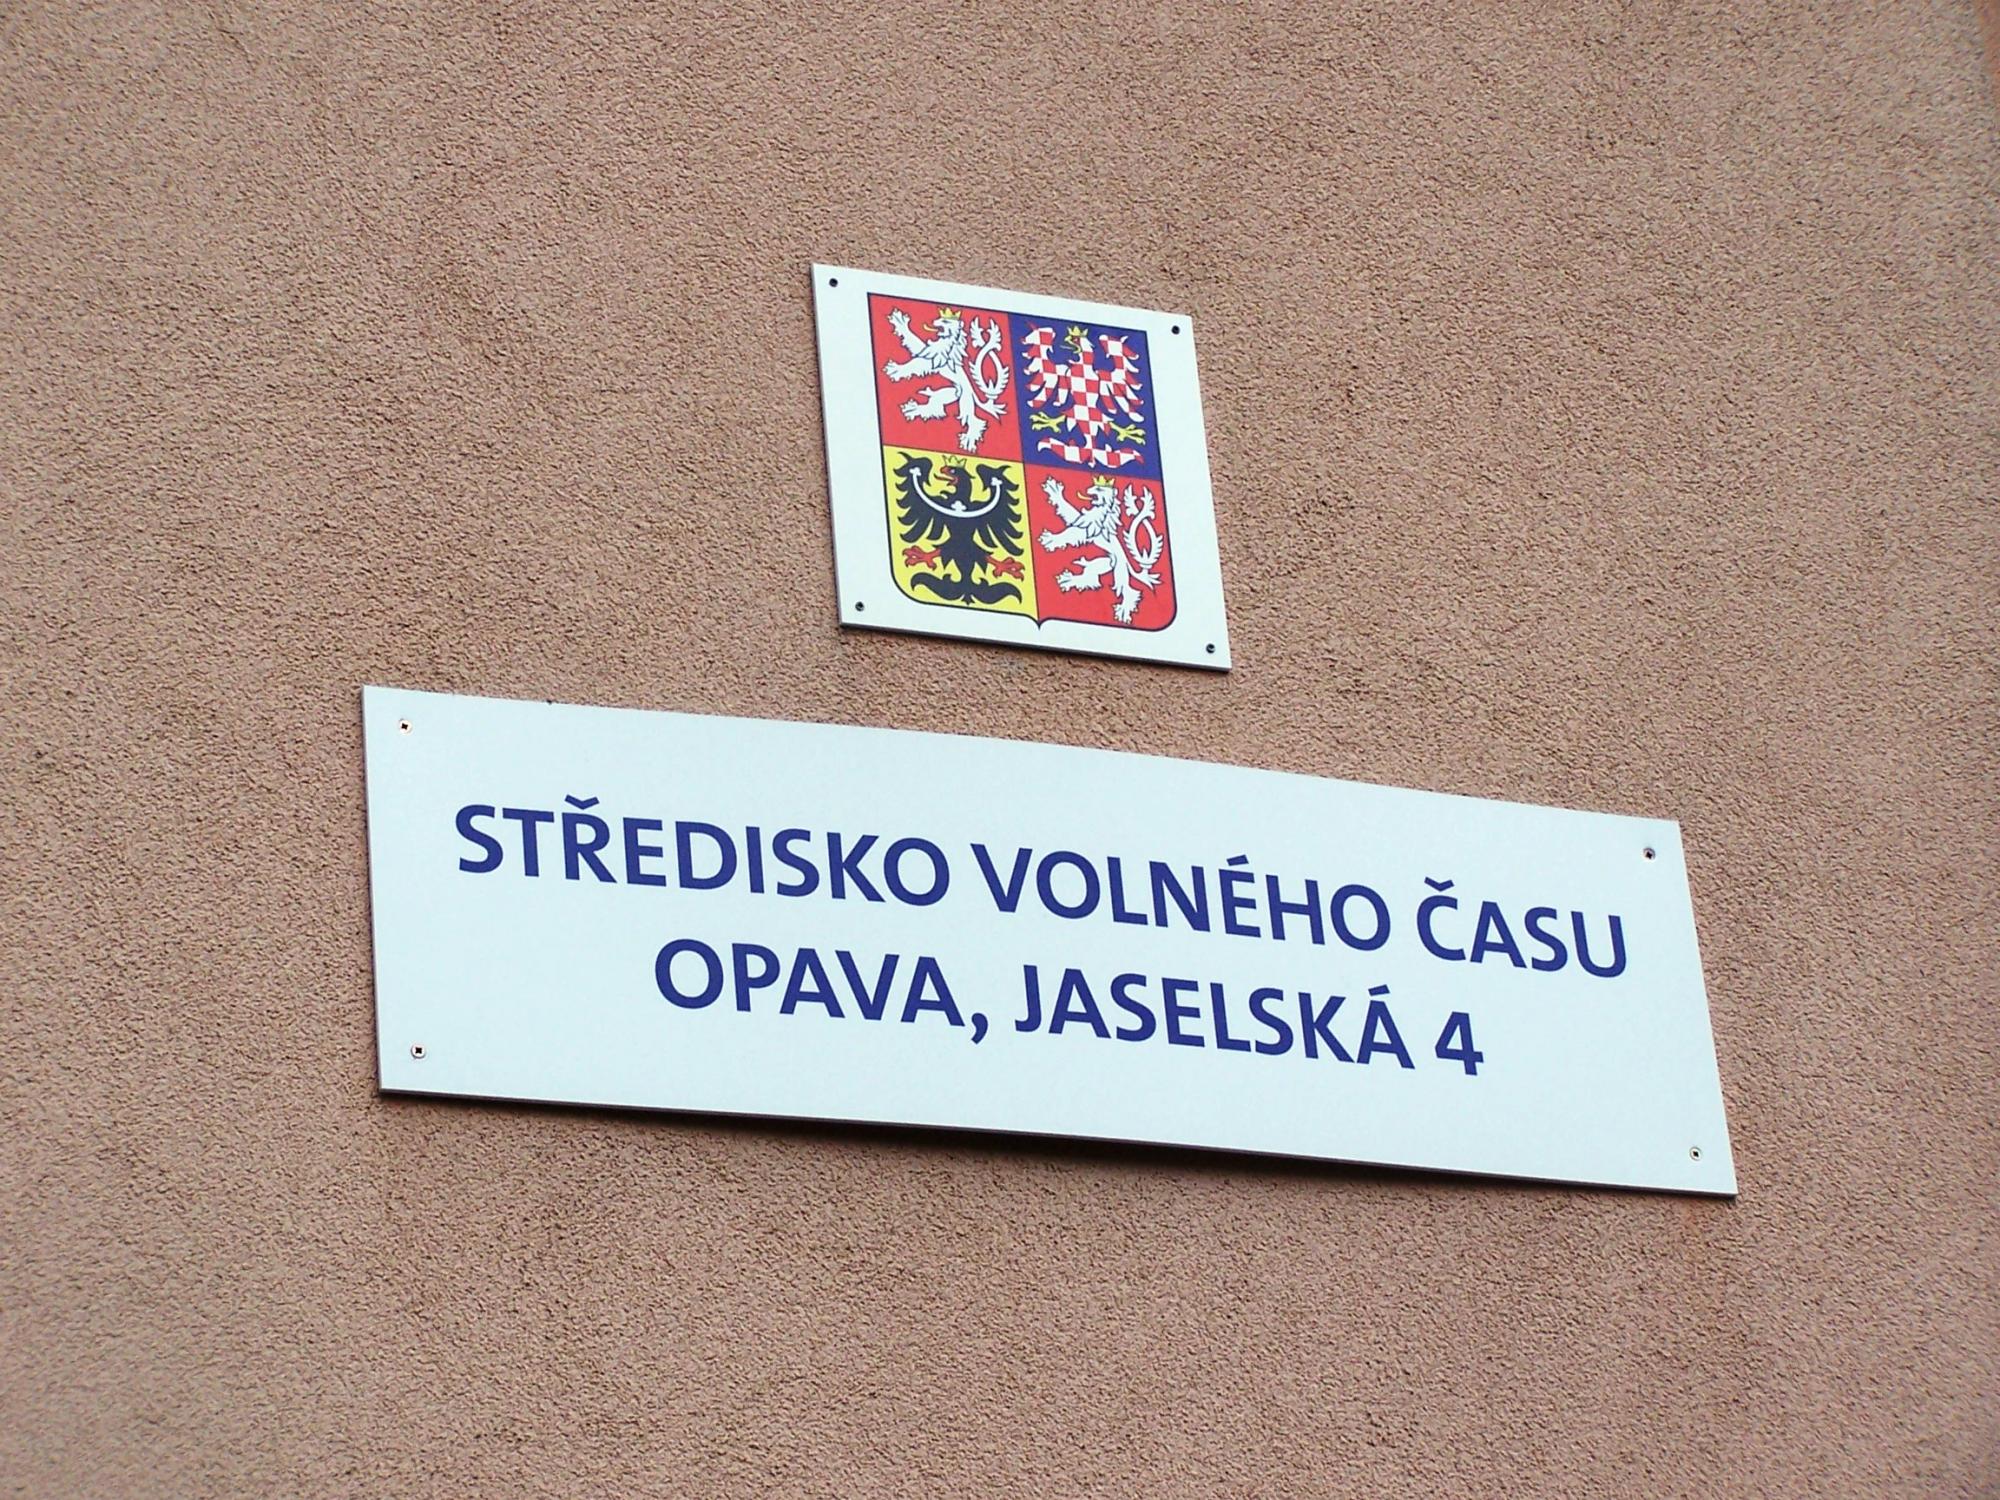 STŘEDISKO VOLNÉHO ČASU
OPAVA, JASELSKÁ 4